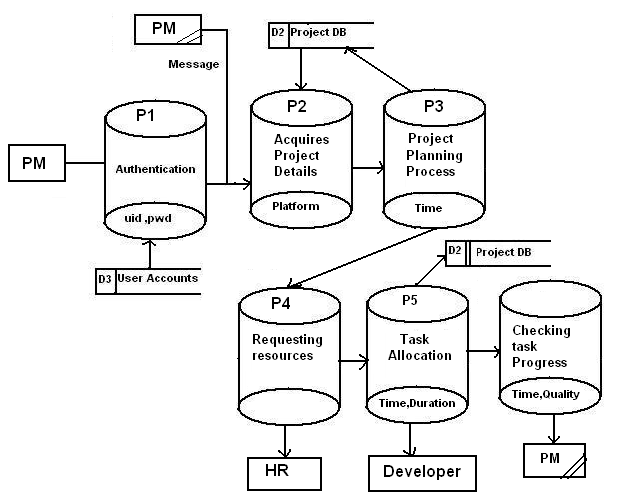 PM
D2 Project DB
Message
P1
P2
P3
PM
Authentication
Acquires
Project
Details
Project
Planning
Process
uid ,pwd
Platform
Time
D3 User Accounts
D2 Project DB
P4
P5
Requesting
resources
Task
Allocation
Checking
task
Progress
Time,Duration
Time,Quality
HR
Developer
PM